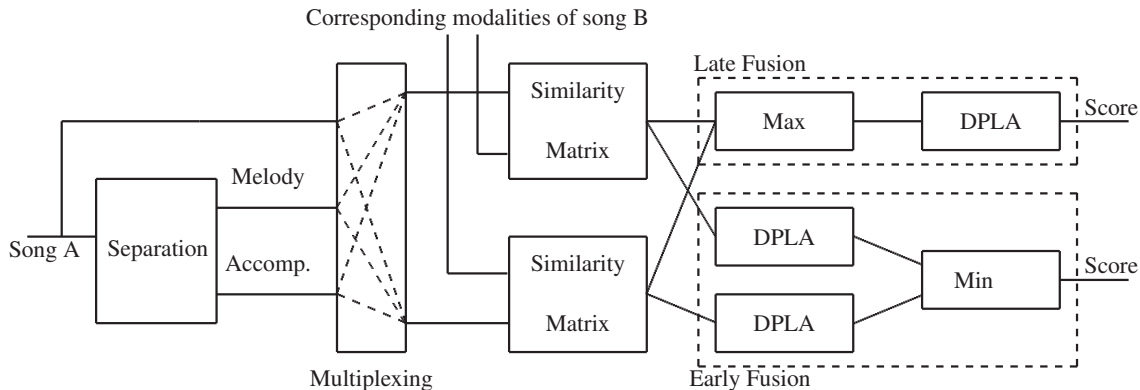 Corresponding modalities of song B
Late Fusion
Similarity
Matrix
Max
DPLA
Score
Melody
Song A
Separation
Accomp.
DPLA
Similarity
Matrix
DPLA
Min
Score
Multiplexing
Early Fusion